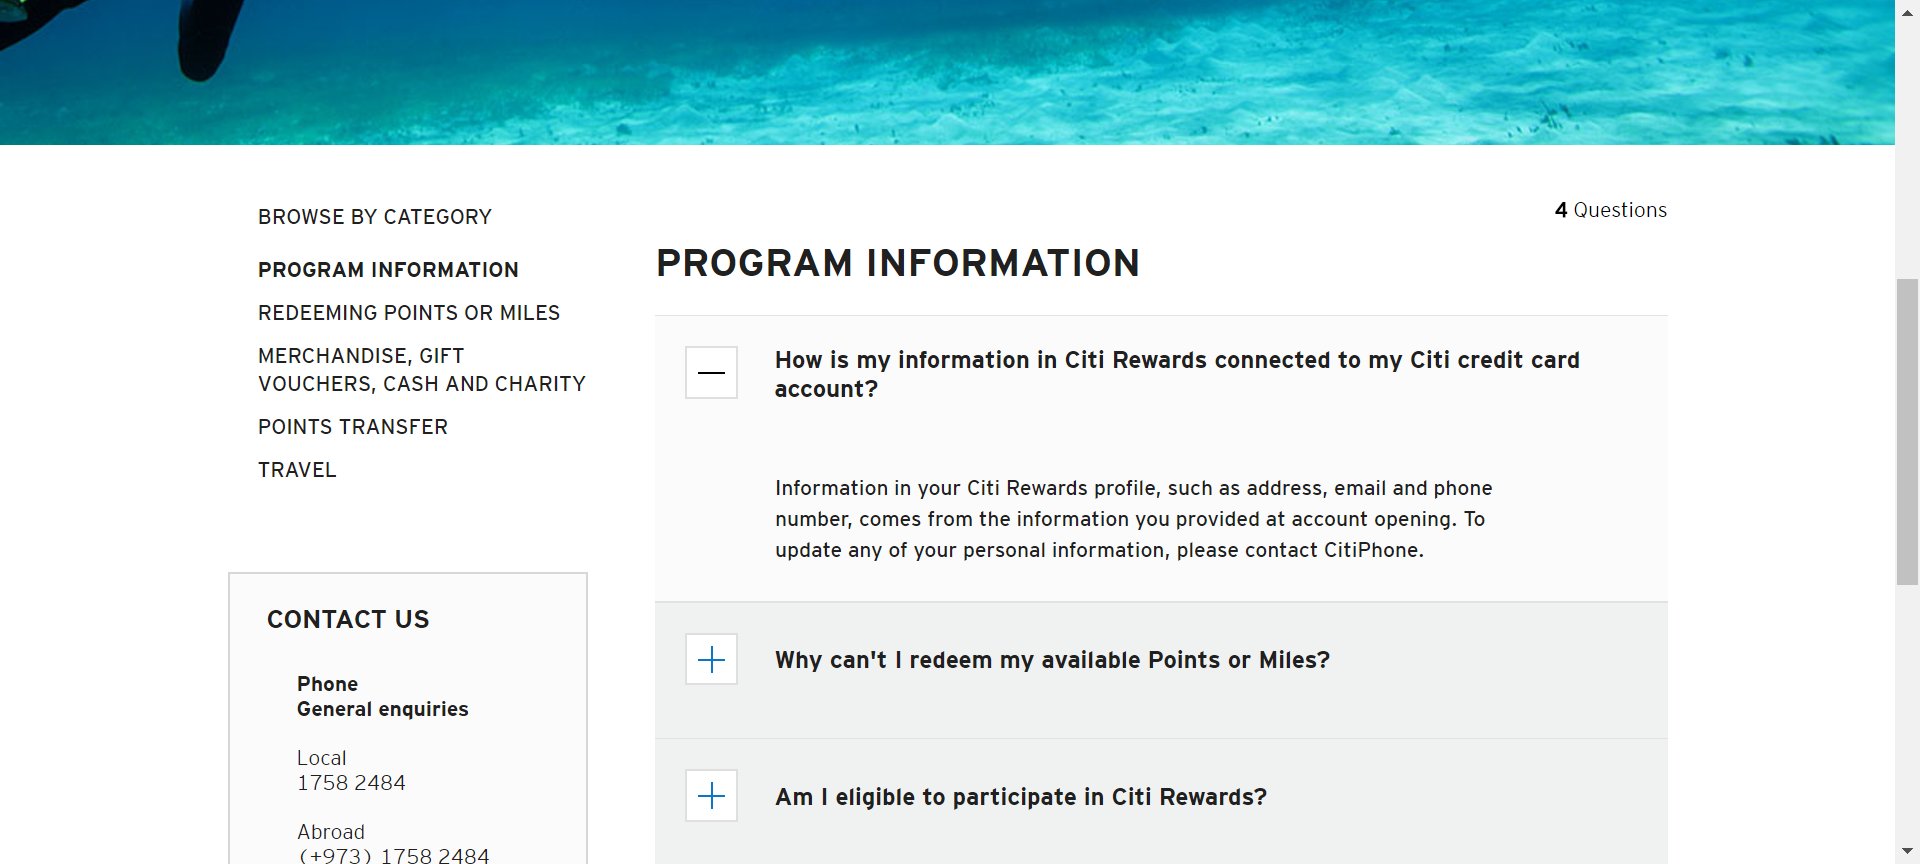 BROWSE BY CATEGORY
PROGRAM INFORMATION
REDEEMING POINTS OR MILES
MERCHANDISE, GIFT
VOUCHERS, CASH AND CHARITY
POINTS TRANSFER
TRAVEL
CONTACT US
Phone
General enquiries
Local
1758 2484
Abroad
(+973) 1758 2484
4 Questions
PROGRAM INFORMATION
How is my information in Citi Rewards connected to my Citi credit card
account?
Information in your Citi Rewards profile, such as address, email and phone
number, comes from the information you provided at account opening. To
update any of your personal information, please contact CitiPhone.
Why can't I redeem my available Points or Miles?
Am I eligible to participate in Citi Rewards?